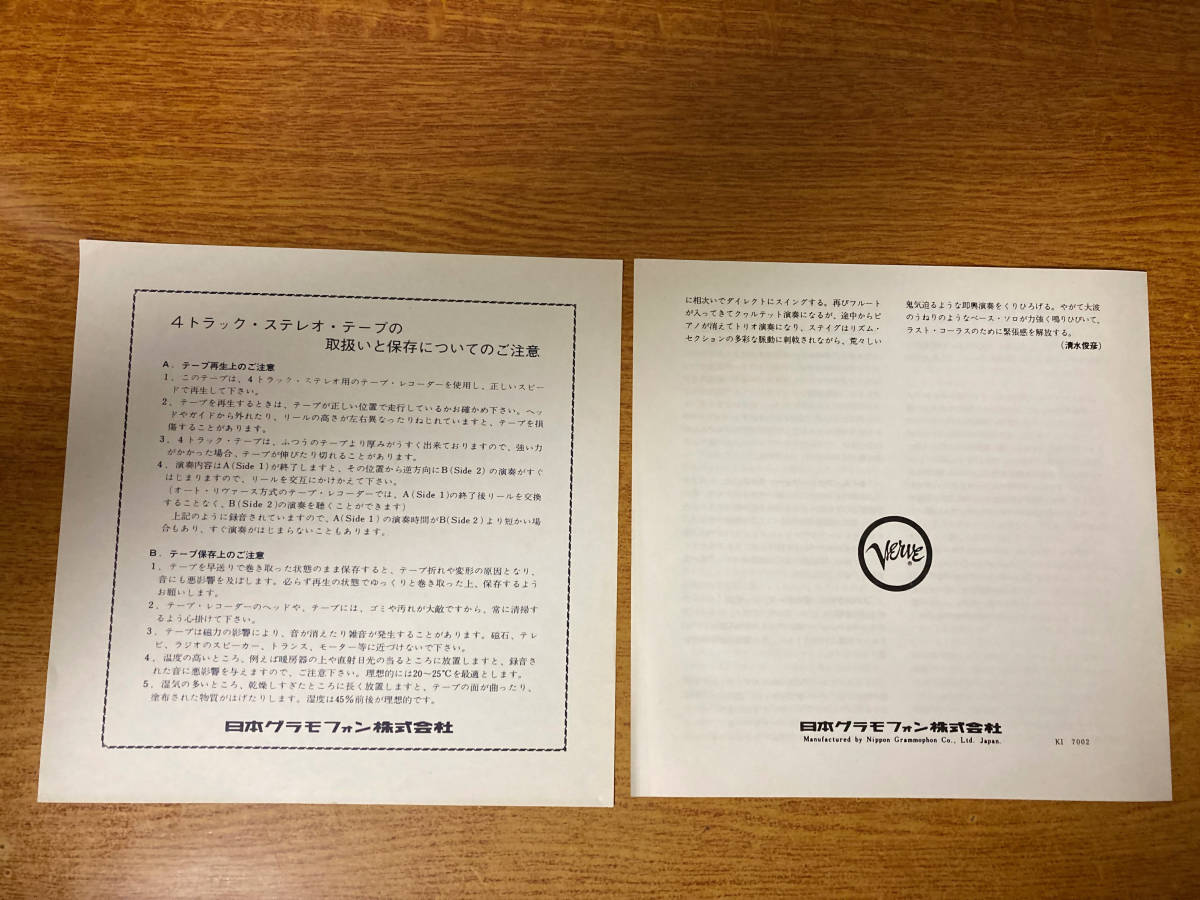 4トラック・ステレオ・テープの
取扱いと保存についてのご注意
A. テープ再生上のご注意
1. このテープは、4トラック・ステレオ用のテープ・レコーダーを使用し、正しいスピー
ドで再生して下さい。
2. テープを再生するときは、テープが正しい位置で走行しているかお確かめ下さい。ヘッ
ドやガイドから外れたり、リールの高さが左右異なったりねじれていますと、テープを損
傷することがあります。
3. 4トラック・テープは、ふつうのテープより厚みがうすく出来ておりますので、強い力
がかかった場合、テープが伸びたり切れることがあります。
4. 演奏内容はA(Side 1)が終了しますと、その位置から逆方向にB(Side 2)の演奏がすぐ
はじまりますので、リールを交互にかけかえて下さい。
(オート・リヴァース方式のテープ・レコーダーでは、A(Side 1)の終了後リールを交換
することなく、B(Side 2)の演奏を聴くことができます)
上記のように録音されていますので、A(Side 1)の演奏時間がB(Side 2)より短かい場
合もあり、すぐ演奏がはじまらないこともあります。
B. テープ保存上のご注意
1. テープを早送りで巻き取った状態のまま保存すると、テープ折れや変形の原因となり、
音にも悪影響を及ぼします。必らず再生の状態でゆっくりと巻き取った上、保存するよう
お願いします。
2. テープ・レコーダーのヘッドや、テープには、ゴミや汚れが大敵ですから、常に清掃す
るよう心掛けて下さい。
3. テープは磁力の影響により、音が消えたり雑音が発生することがあります。磁石、テレ
ビ、ラジオのスピーカー、トランス、モーター等に近づけないで下さい。
4. 温度の高いところ、例えば暖房器の上や直射日光の当るところに放置しますと、録音さ
れた音に悪影響を与えますので、ご注意下さい。理想的には20〜25℃を最適とします。
5. 湿気の多いところ、乾燥しすぎたところに長く放置しますと、テープの面が曲ったり、
塗布された物質がはげたりします。湿度は45%前後が理想的です。
日本グラモフォン株式会社
に相次いでダイレクトにスイングする。再びフルート
が入ってきてクヮルテット演奏になるが、途中からピ
アノが消えてトリオ演奏になり、ステイグはリズム・
セクションの多彩な脈動に刺戟されながら、荒々しい
鬼気迫るような即興演奏をくりひろげる。やがて大波
のうねりのようなベース・ソロが力強く鳴りひびいて、
ラスト・コーラスのために緊張感を解放する。
(清水俊彦)
Verve
®
日本グラモフォン株式会社
Manufactured by Nippon Grammophon Co., Ltd. Japan.
KI 7002